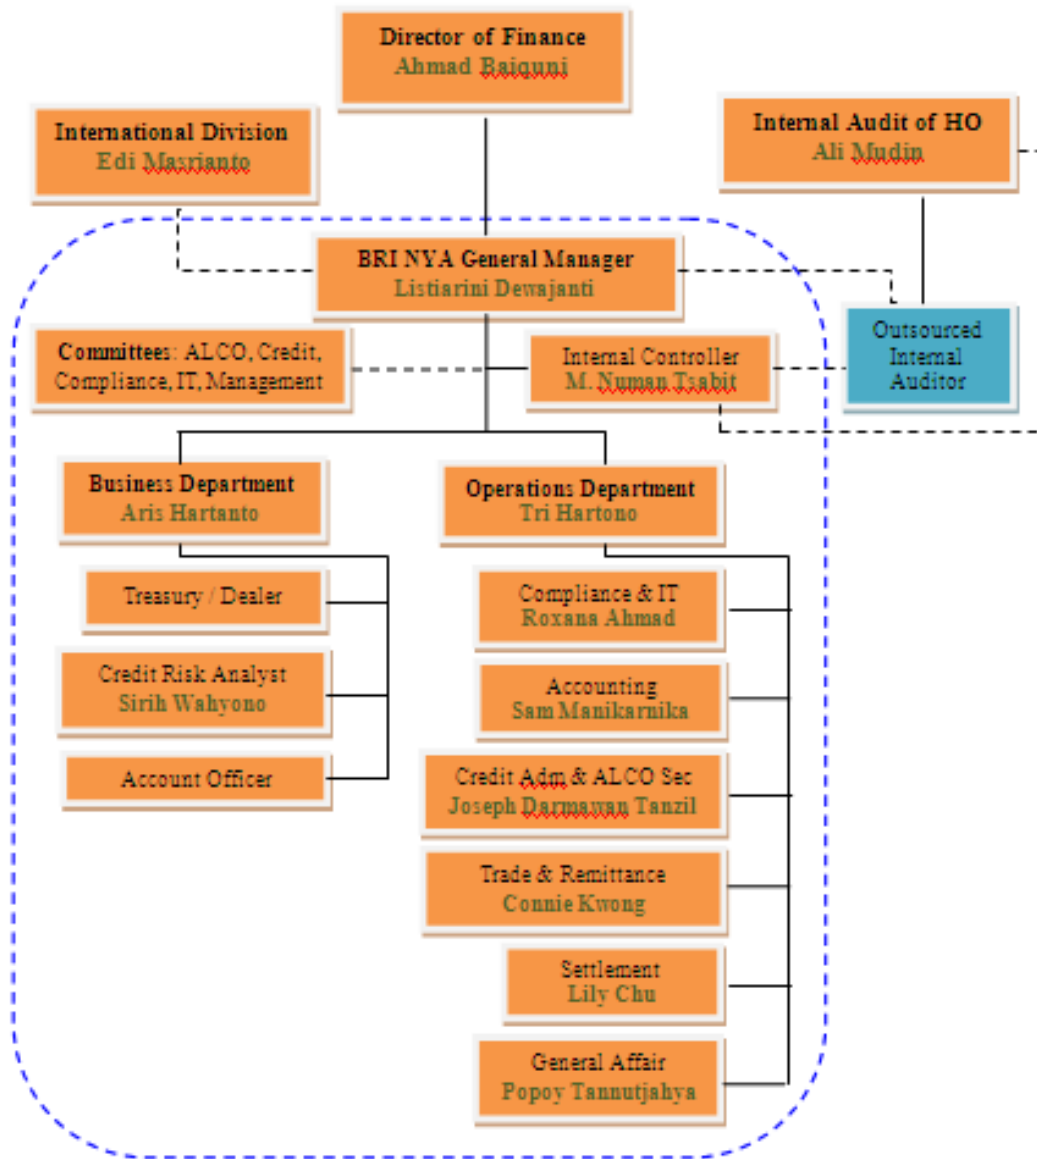 Director of Finance
Ahmad Baiquni
International Division
Edi Masrianto
Internal Audit of HO
Ali Mudin
BRI NYA General Manager
Listiarini Dewajanti
Committees: ALCO, Credit,
Compliance, IT, Management
Internal Controller
M. Numan Tsabit
Outsourced
Internal
Auditor
Business Department
Aris Hartanto
Operations Department
Tri Hartono
Treasury / Dealer
Credit Risk Analyst
Sirih Wahyono
Account Officer
Compliance & IT
Roxana Ahmad
Accounting
Sam Manikarnika
Credit Adm & ALCO Sec
Joseph Darmawan Tanzil
Trade & Remittance
Connie Kwong
Settlement
Lily Chu
General Affair
Popoy Tannutjahya